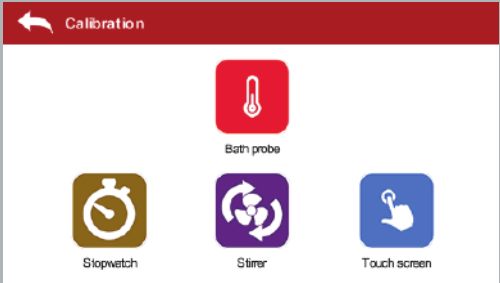 Calibration
Bath probe
Stopwatch
Stirrer
Touch screen